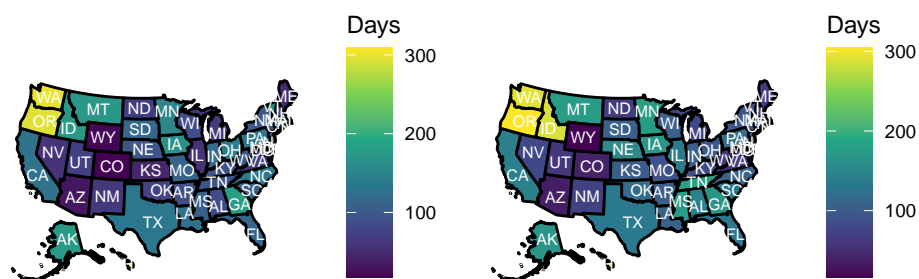 Days
300
200
100
WA
OR
ID
MT
ND
MN
WI
MI
ME
WY
SD
IA
NE
NV
UT
CO
KS
MO
IL
IN
OH
PA
CA
AZ
NM
OK
AR
KY
WV
VA
TN
NC
SC
TX
LA
MS
AL
GA
FL
AK
Days
300
200
100
WA
OR
ID
MT
ND
MN
WI
MI
ME
WY
SD
IA
NE
NV
UT
CO
KS
MO
IL
IN
OH
PA
CA
AZ
NM
OK
AR
KY
WV
VA
TN
NC
SC
TX
LA
MS
AL
GA
FL
AK